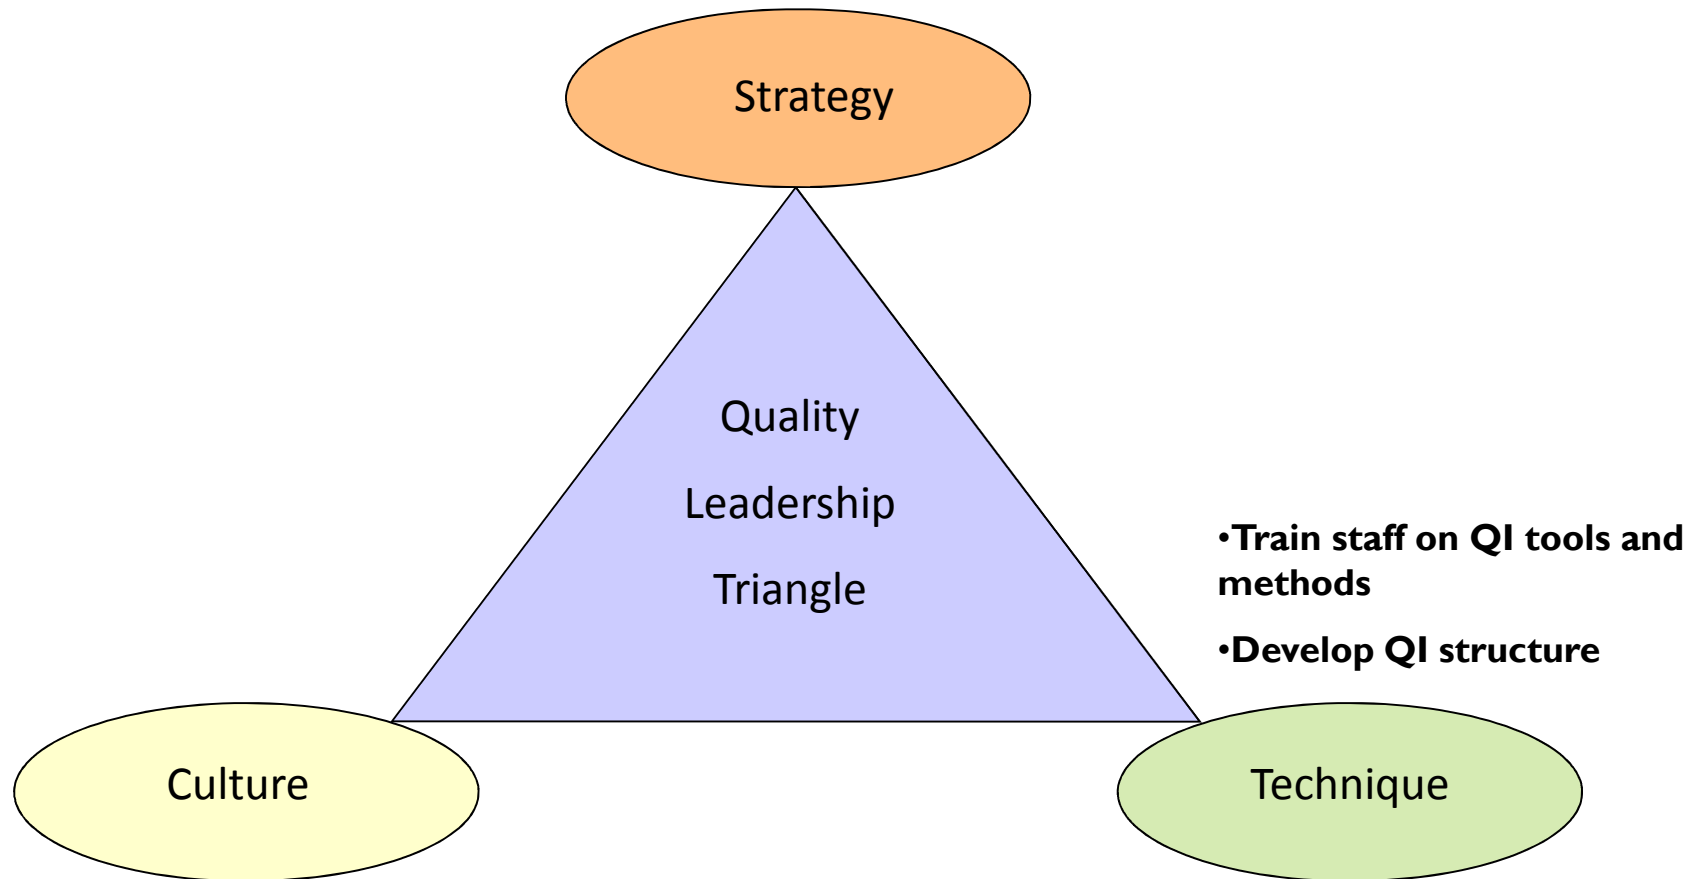 Strategy
Quality
Leadership
Triangle
•Train staff on QI tools and
methods
•Develop QI structure
Culture
Technique